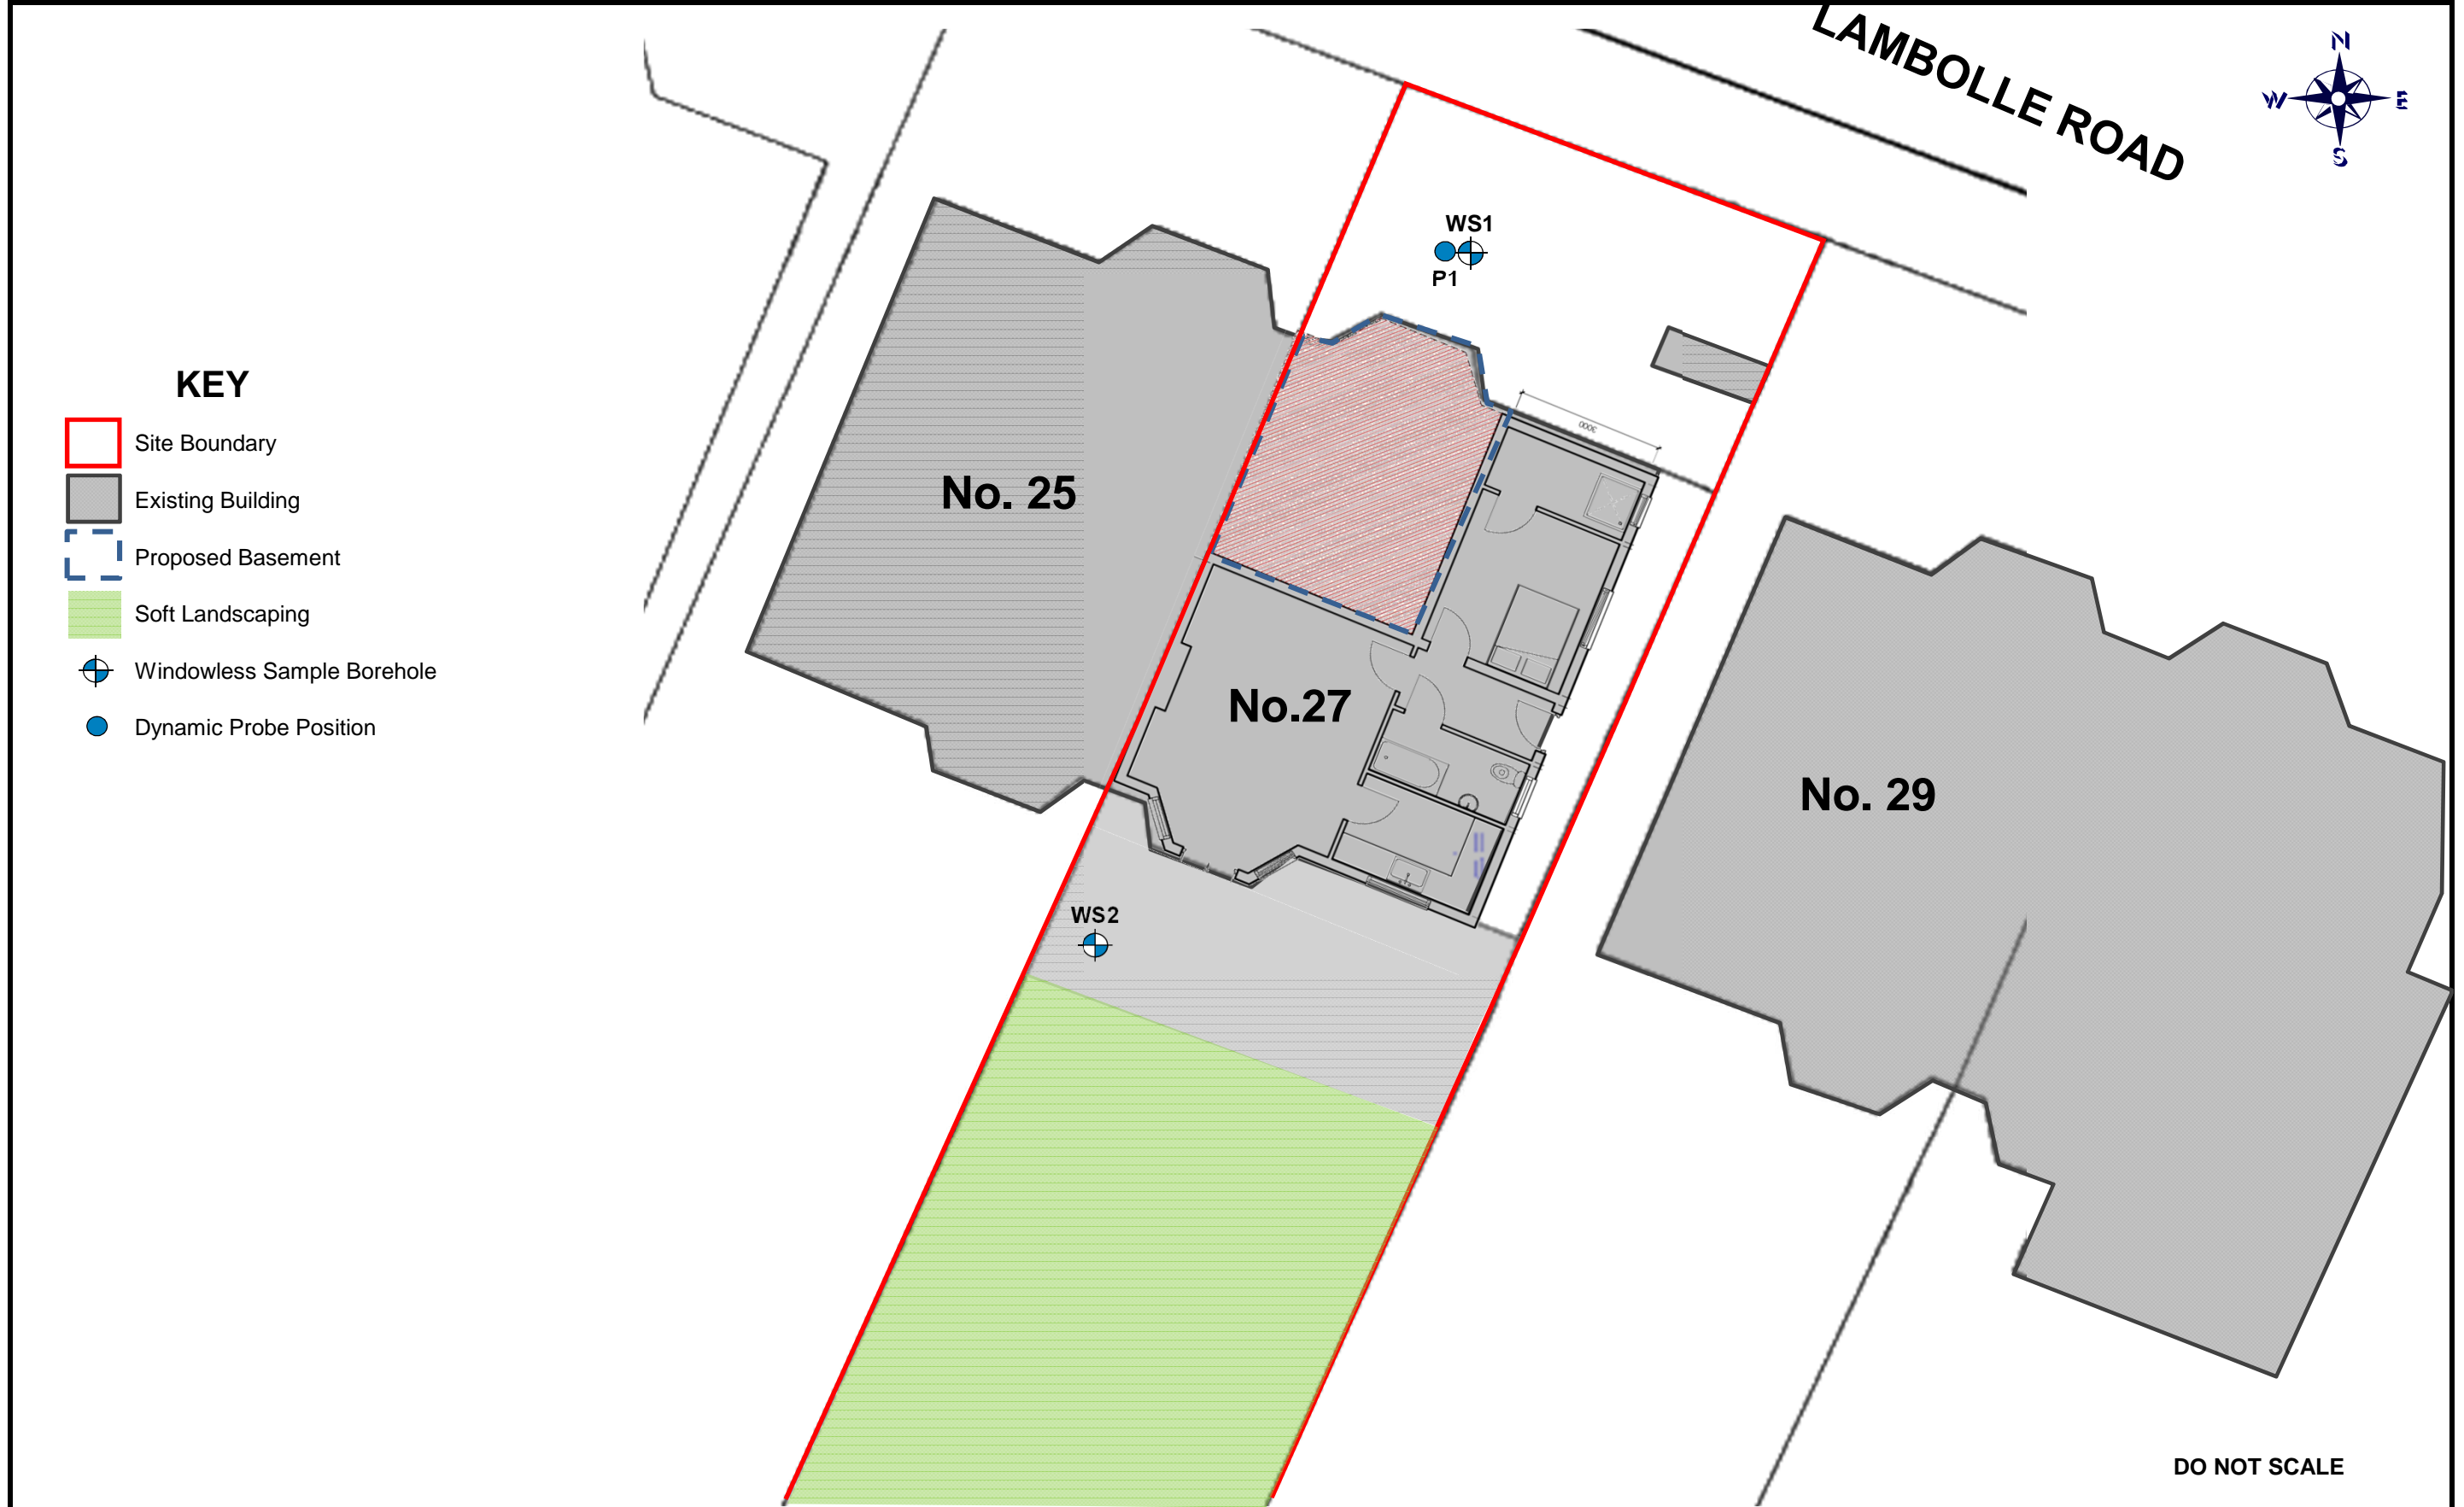 LAMBOLLE ROAD
N
W
E
S
WS1
P1
KEY
Site Boundary
Existing Building
Proposed Basement
Soft Landscaping
Windowless Sample Borehole
Dynamic Probe Position
3000
No. 25
No.27
No. 29
WS2
DO NOT SCALE